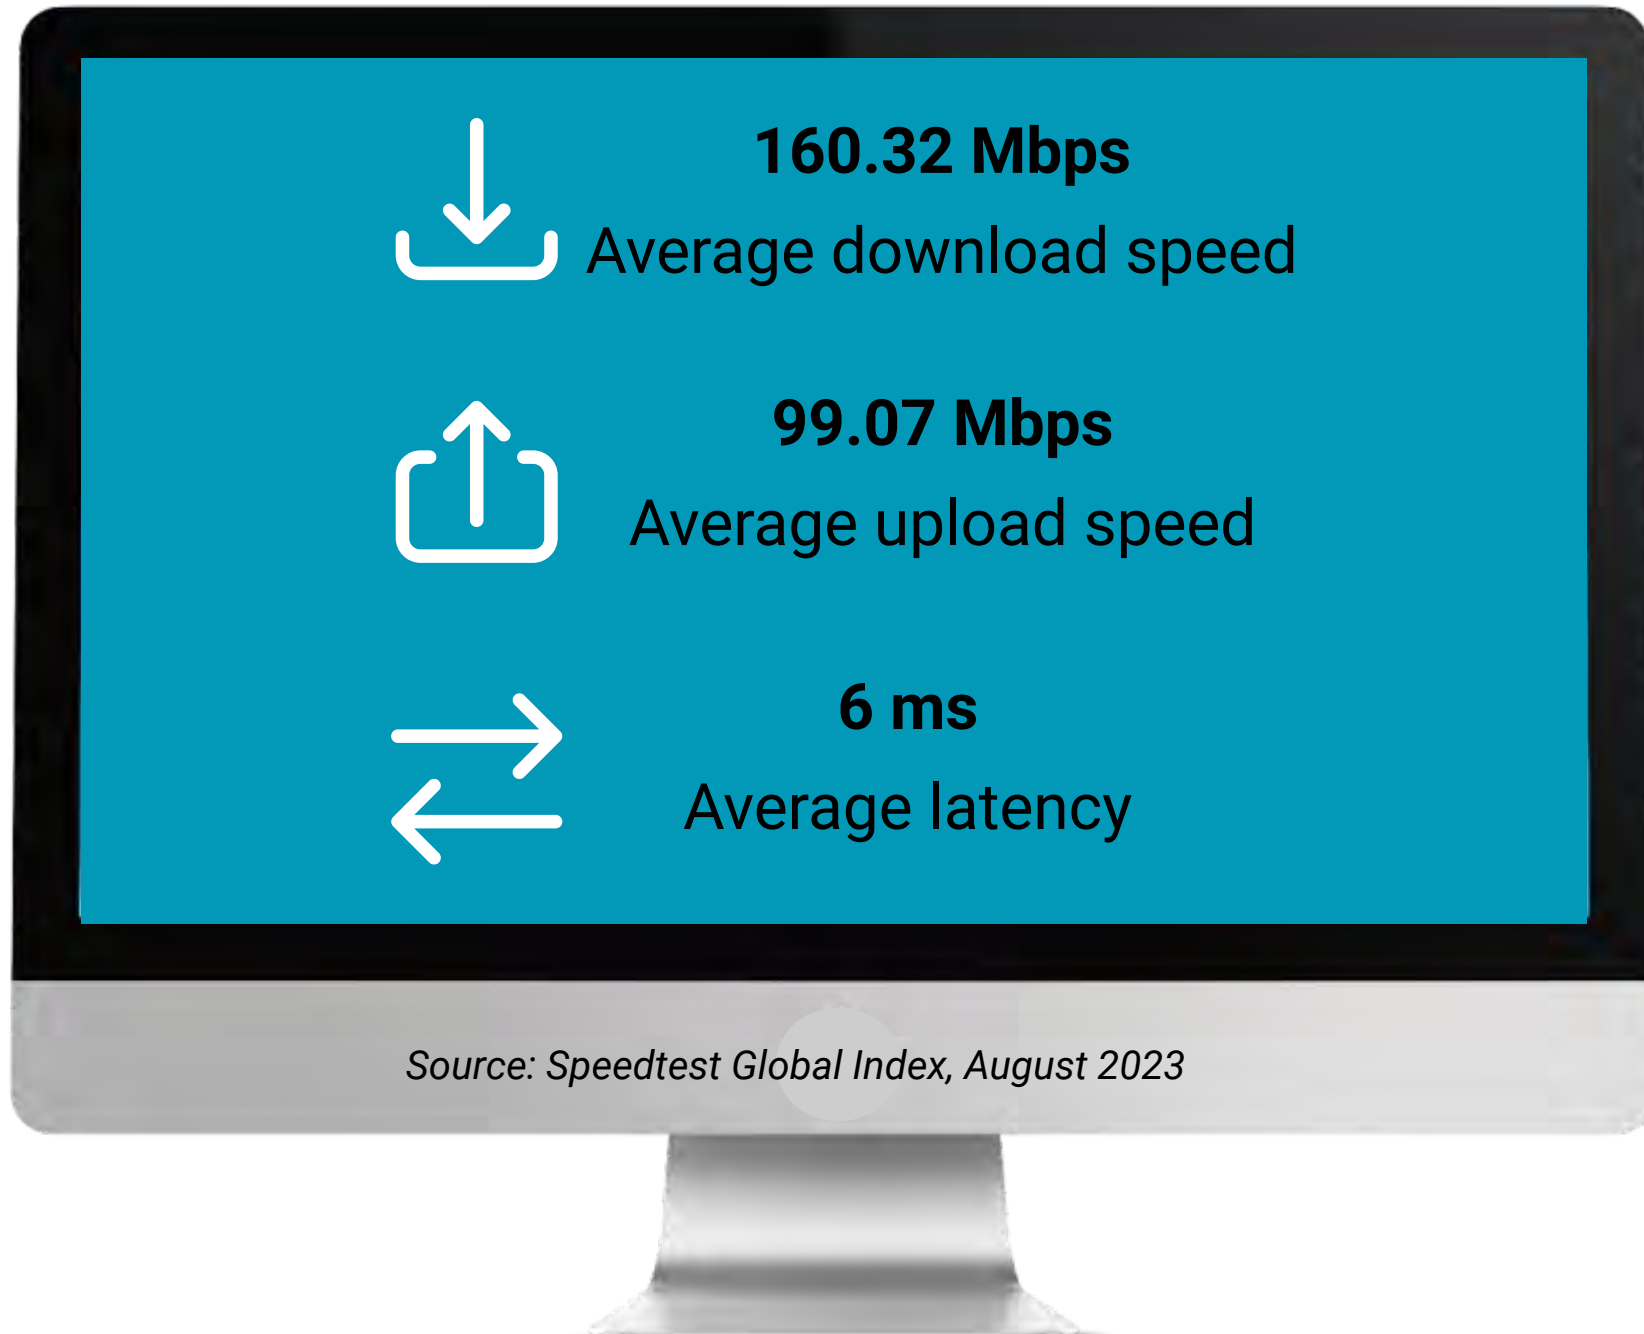 160.32 Mbps
Average download speed
99.07 Mbps
Average upload speed
6 ms
Average latency
Source: Speedtest Global Index, August 2023